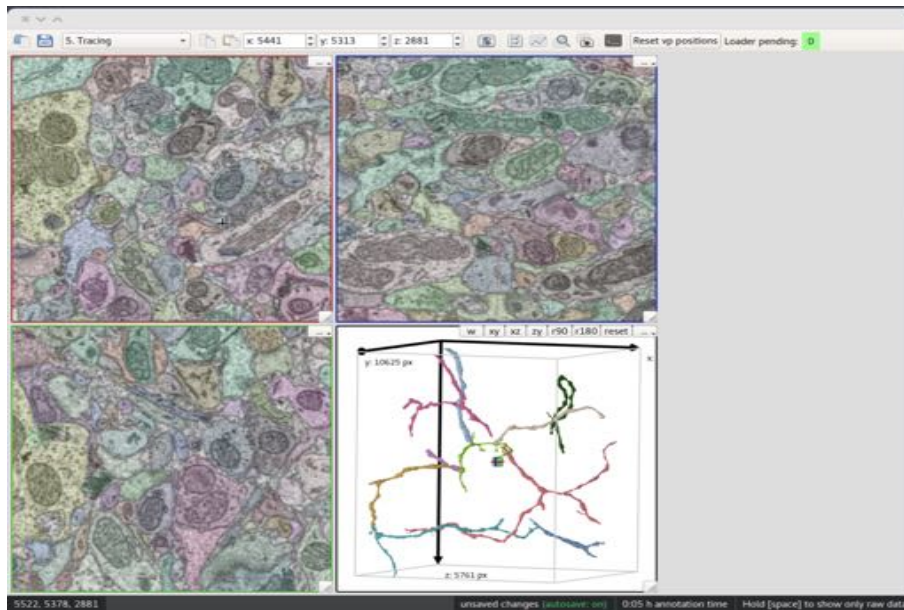 5. Tracing x: 5441 y: 5313 z: 2881 Reset vp positions Loader pending: 0
w xy xz zy r90 r180 reset ...
y: 10625 px x
z: 5761 px
5522, 5378, 2881 unsaved changes (autosave: on) 0:05 h annotation time Hold [space] to show only raw data